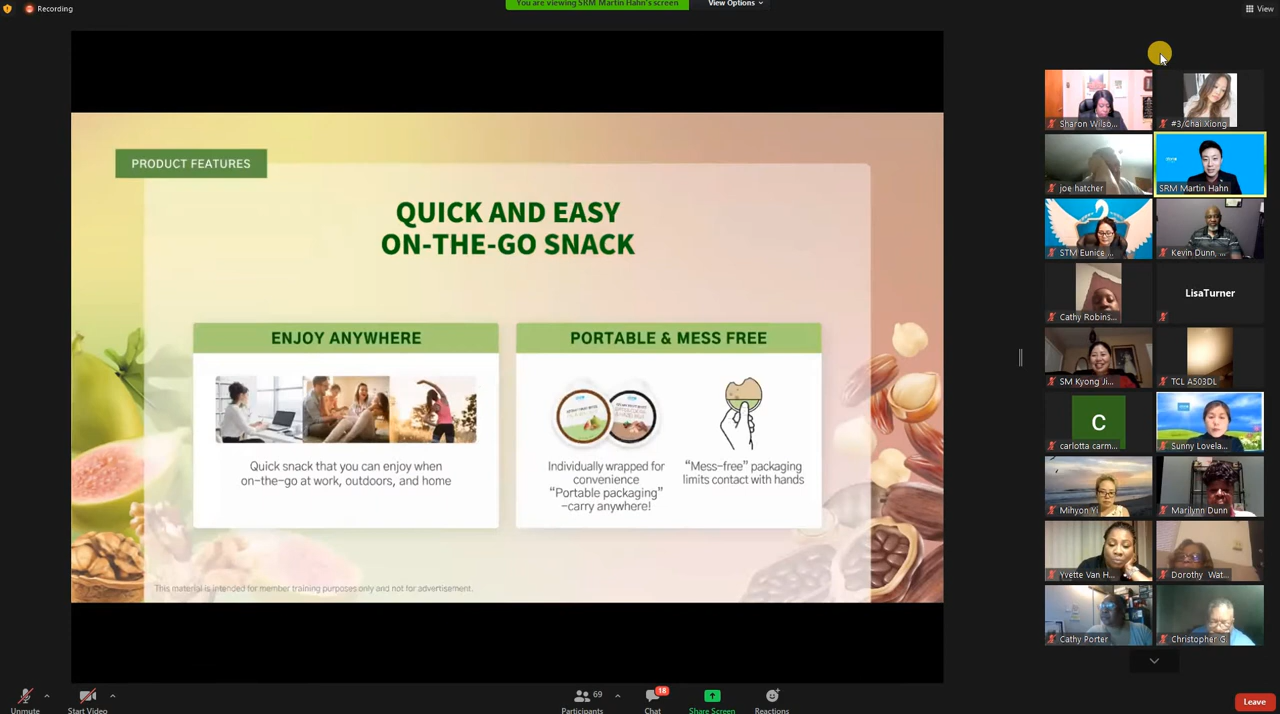 Recording
You are viewing SRM Martin Hahn's screen
View Options
View
PRODUCT FEATURES
QUICK AND EASY
ON-THE-GO SNACK
ENJOY ANYWHERE
Quick snack that you can enjoy when
on-the-go at work, outdoors, and home
PORTABLE & MESS FREE
Individually wrapped for
convenience
“Portable packaging”
-carry anywhere!
“Mess-free” packaging
limits contact with hands
This material is intended for member training purposes only and not for advertisement.
Sharon Wilso...
#3/Chai Xiong
joe hatcher
SRM Martin Hahn
STM Eunice ...
Kevin Dunn, ...
Cathy Robins...
LisaTurner
SM Kyong Ji...
TCL A503DL
C
carlotta carm...
Sunny Lovela...
Mihyon Yi
Marilynn Dunn
Yvette Van H...
Dorothy Wat...
Cathy Porter
Christopher G
Unmute
Start Video
69
Participants
18
Chat
Share Screen
Reactions
Leave